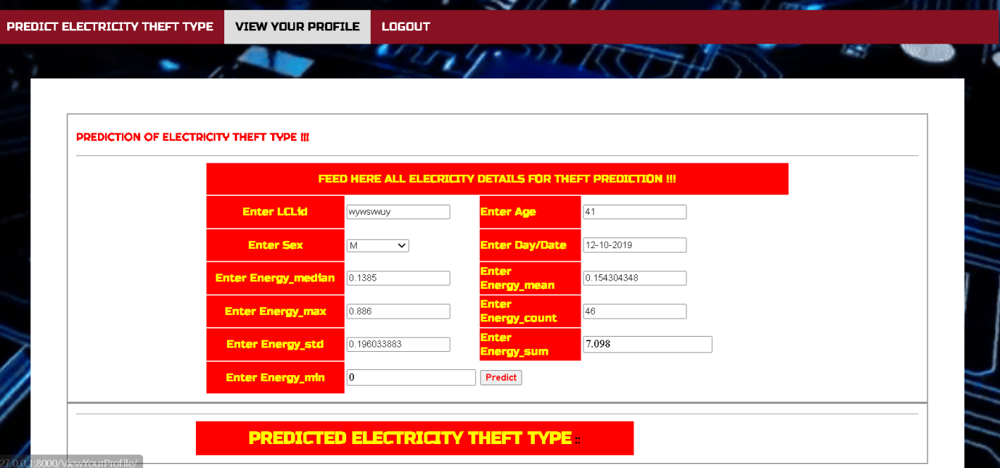 PREDICT ELECTRICITY THEFT TYPE VIEW YOUR PROFILE LOGOUT
PREDICTION OF ELECTRICITY THEFT TYPE !!!
FEED HERE ALL ELECRICITY DETAILS FOR THEFT PREDICTION !!!
Enter LCLid wywsvwuy Enter Age 41
Enter Sex M Enter Day/Date 12-10-2019
Enter Energy_median 0.1385 Enter
Energy_mean 0.154304348
Enter Energy_max 0.886 Enter
Energy_count 46
Enter Energy_std 0.196033883 Enter
Energy_sum 7.098
Enter Energy_min 0 Predict
PREDICTED ELECTRICITY THEFT TYPE ::
27.0.0.1:8000/ViewYourProfile/